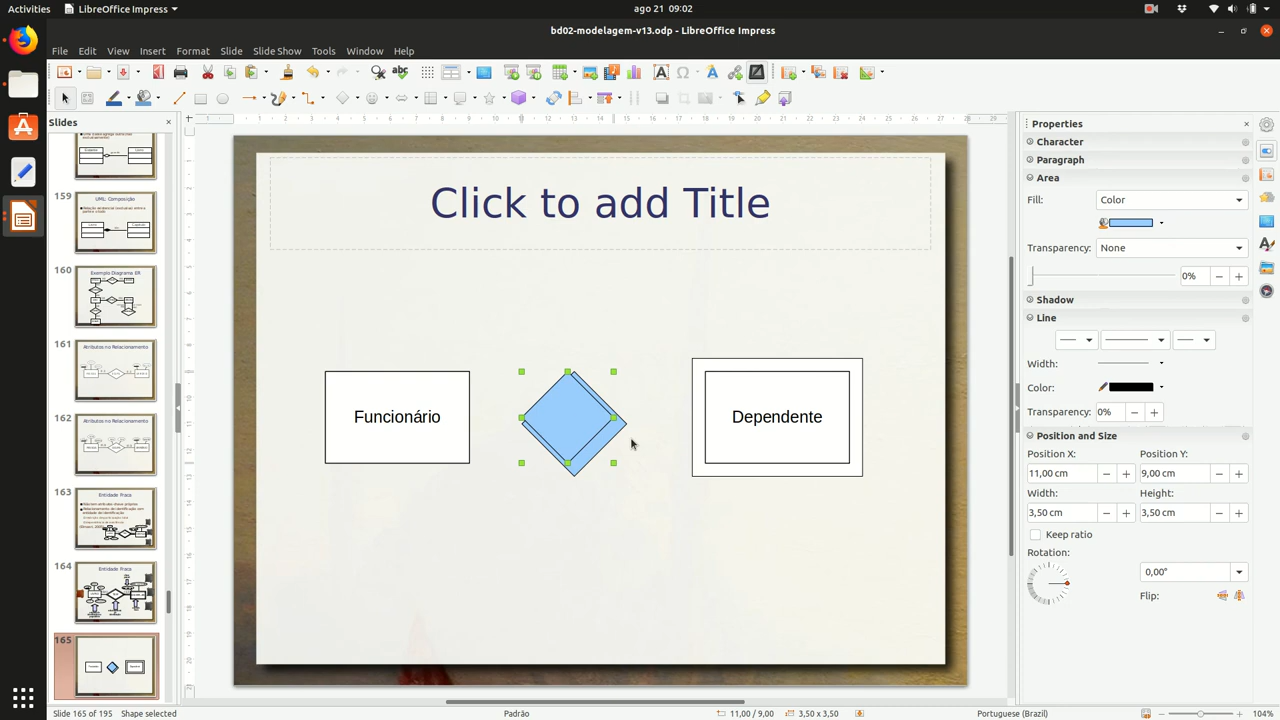 Activities
LibreOffice Impress
ago 21 09:02
bd02-modelagem-v13.odp - LibreOffice Impress
File Edit View Insert Format Slide Slide Show Tools Window Help
Slides
159
UML: Composição
160
Exemplo Diagrama ER
161
Atributos no Relacionamento
162
Atributos no Relacionamento
163
Entidade Fraca
164
Entidade Fraca
165
Click to add Title
Funcionário
Dependente
Properties
Character
Paragraph
Area
Fill:
Color
Transparency:
None
0%
Shadow
Line
Width:
Color:
Transparency:
0%
Position and Size
Position X:
Position Y:
11,00 cm
9,00 cm
Width:
Height:
3,50 cm
3,50 cm
Keep ratio
Rotation:
0,00°
Flip:
Slide 165 of 195
Shape selected
Padrão
11,00 / 9,00
3,50 x 3,50
Portuguese (Brazil)
104%